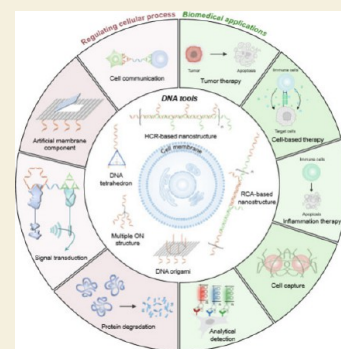 Regulating cellular process
Biomedical applications
Cell communication
Tumor
Apoptosis
Tumor therapy
Immune cells
Target cells
Cell-based therapy
Immune cells
Apoptosis
Inflammation therapy
Cell capture
Analytical
detection
Protein degradation
Signal transduction
Artificial membrane
component
DNA tools
HCR-based nanostructure
Cell membrane
DNA
tetrahedron
RCA-based
nanostructure
Multiple ON
structure
DNA origami